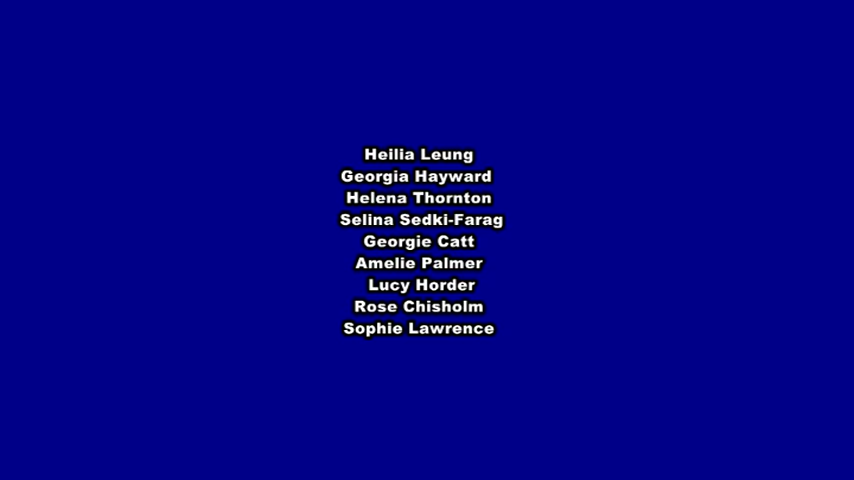 Heilia Leung
Georgia Hayward
Helena Thornton
Selina Sedki-Farag
Georgie Catt
Amelie Palmer
Lucy Horder
Rose Chisholm
Sophie Lawrence